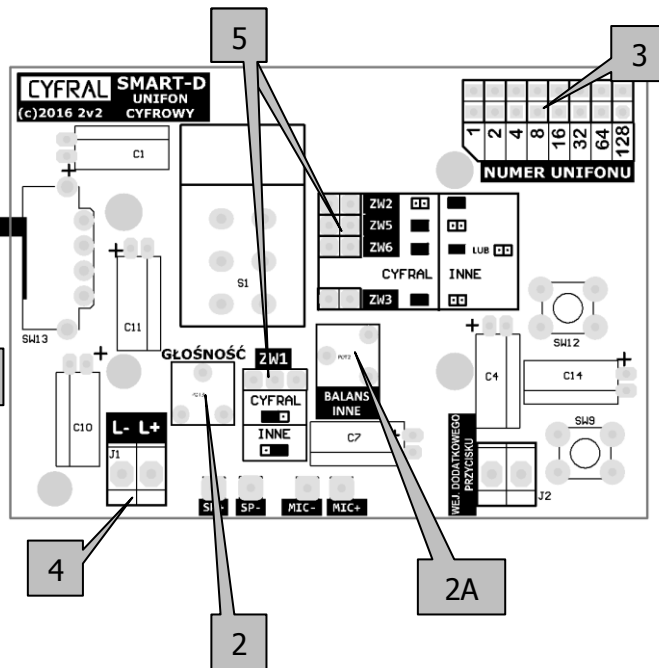 5
3
CYFRAL SMART-D
UNIFON
(c)2016 2v2 CYFROWY
C1
1 2 4 8 16 32 64 128
NUMER UNIFONU
ZW2
ZW5
S1
ZW6 LUB
CYFRAL INNE
ZW3
SW13
C11
SW12
GŁOŚNOŚĆ ZW1
CYFRAL
INNE
BALANS
INNE
C4
C14
C10
L- L+
J1
C7
SW9
WEJ. DODATKOWEGO
PRZYCISKU
J2
SP- MIC- MIC+
4
2A
2